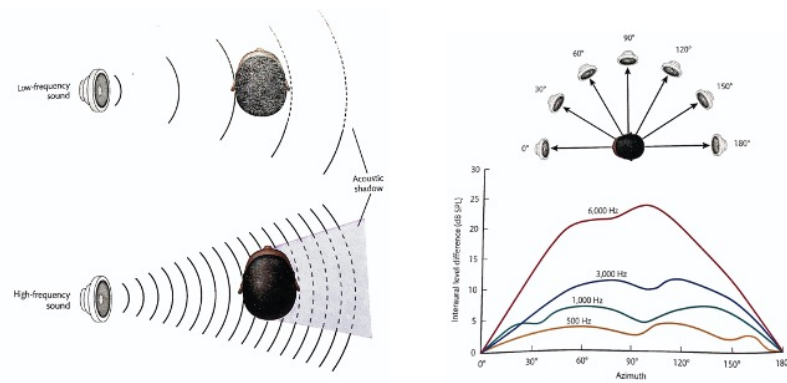 Low-frequency
sound
Acoustic
shadow
High-frequency
sound
0°
30°
60°
90°
120°
150°
180°
Interaural level difference (dB SPL)
30
25
20
15
10
5
0
6,000 Hz
3,000 Hz
1,000 Hz
500 Hz
0°
30°
60°
90°
120°
150°
180
Azimuth